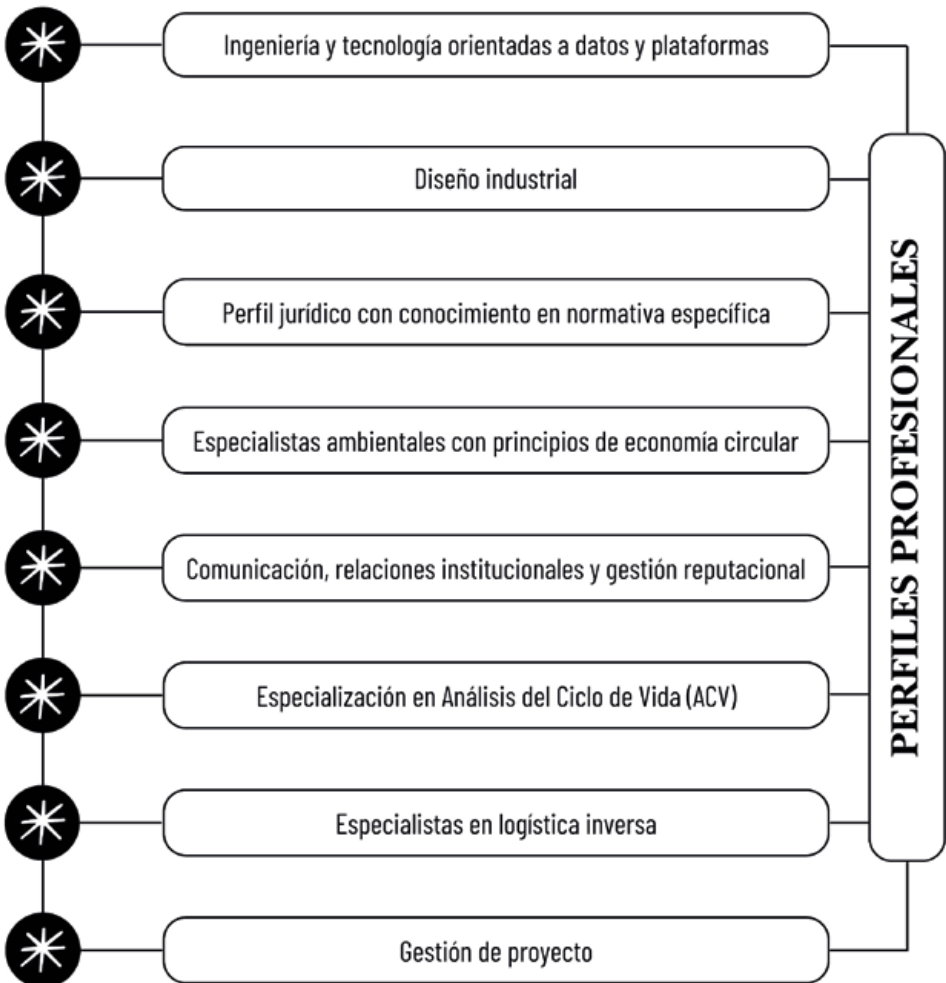 Ingeniería y tecnología orientadas a datos y plataformas
Diseño industrial
Perfil jurídico con conocimiento en normativa específica
Especialistas ambientales con principios de economía circular
Comunicación, relaciones institucionales y gestión reputacional
Especialización en Análisis del Ciclo de Vida (ACV)
Especialistas en logística inversa
Gestión de proyecto
PERFILES PROFESIONALES